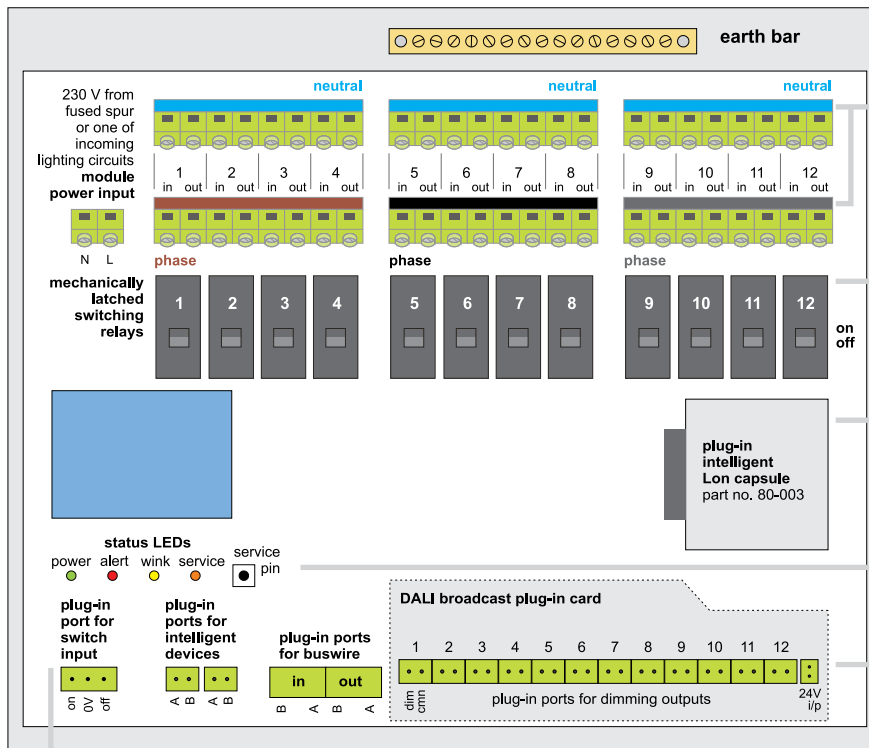 earth bar
neutral
neutral
neutral
230 V from
fused spur
or one of
incoming
lighting circuits
module
power input
1 2 3 4
in out in out in out in out
5 6 7 8
in out in out in out in out
9 10 11 12
in out in out in out in out
N L
phase
phase
phase
mechanically
latched
switching
relays
1 2 3 4
5 6 7 8
9 10 11 12
on
off
plug-in
intelligent
Lon capsule
part no. 80-003
status LEDs
power alert wink service
service
pin
plug-in
port for
switch
input
on 0V off
plug-in
ports for
intelligent
devices
A B A B
plug-in ports
for buswire
in out
B A B A
DALI broadcast plug-in card
1 2 3 4 5 6 7 8 9 10 11 12
dim
cmn
plug-in ports for dimming outputs
24V
i/p